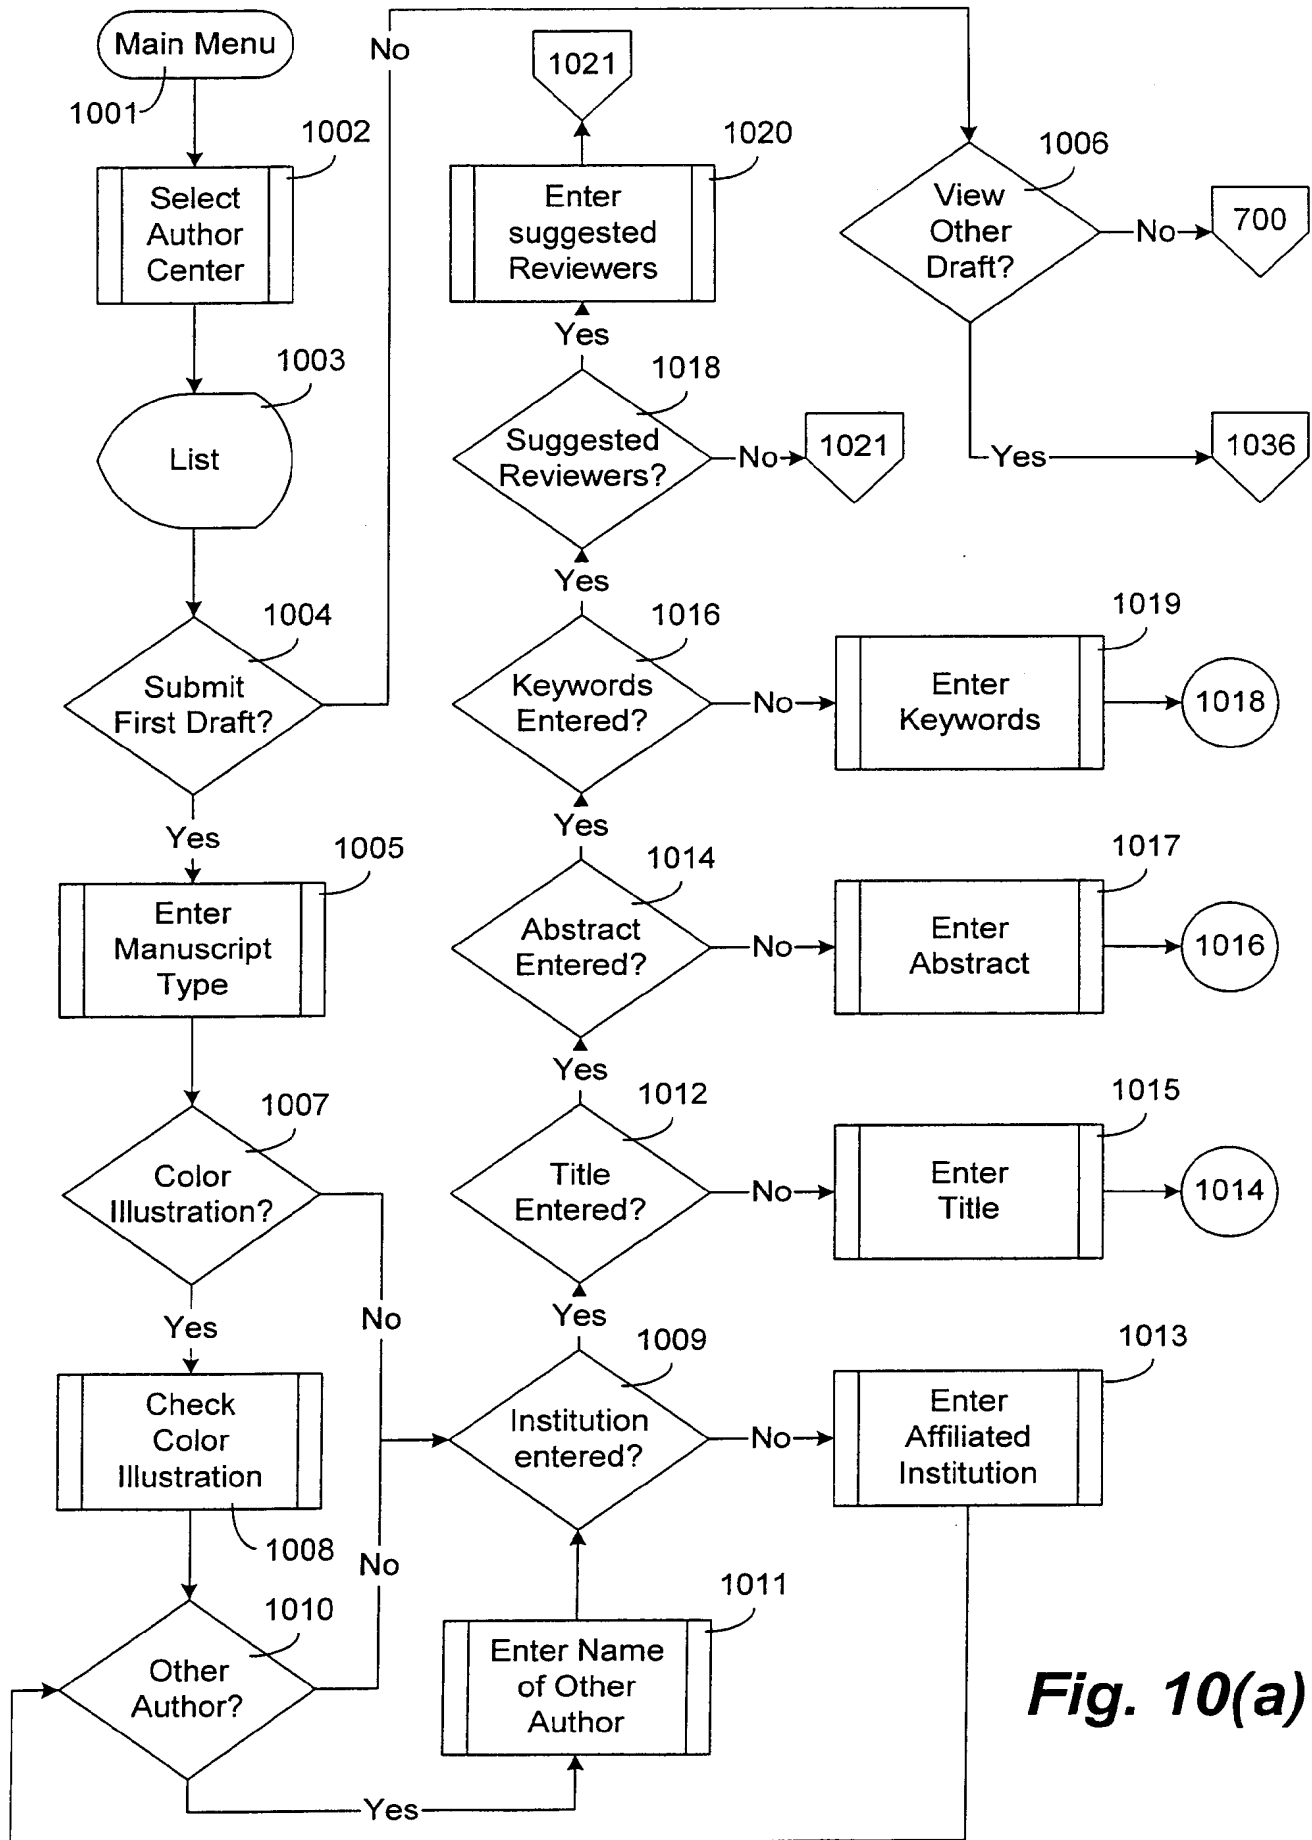 Main Menu
1001
1002
Select
Author
Center
1003
List
1004
Submit
First Draft?
No
Yes
1005
Enter
Manuscript
Type
1007
Color
Illustration?
No
Yes
Check
Color
Illustration
1008
No
1010
Other
Author?
Yes
1021
1020
Enter
suggested
Reviewers
Yes
1018
Suggested
Reviewers?
No
1021
Yes
1016
Keywords
Entered?
No
1019
Enter
Keywords
1018
Yes
1014
Abstract
Entered?
No
1017
Enter
Abstract
1016
Yes
1012
Title
Entered?
No
1015
Enter
Title
1014
Yes
1009
Institution
entered?
No
1013
Enter
Affiliated
Institution
1011
Enter Name
of Other
Author
1006
View
Other
Draft?
No
700
Yes
1036
Fig. 10(a)